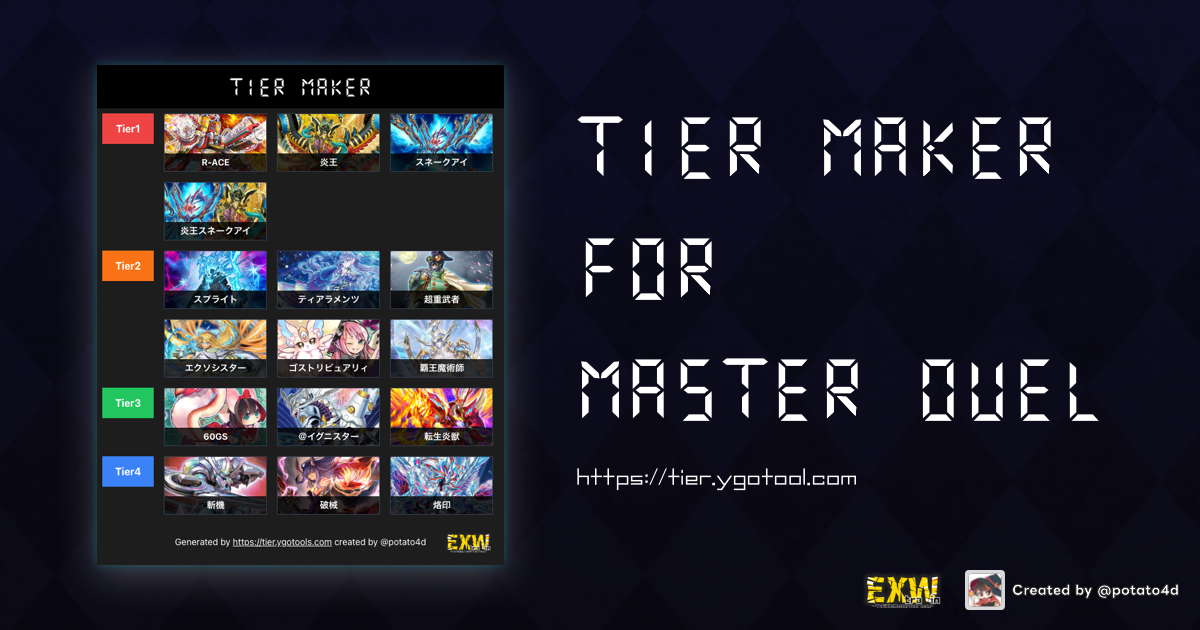 TIER MAKER
Tier1
R-ACE
炎王
スネークアイ
炎王スネークアイ
Tier2
スプライト
ティアラメンツ
超重武者
エクソシスター
ゴストリピュアリィ
覇王魔術師
Tier3
60GS
@イグニスター
転生炎獣
Tier4
斬機
破械
烙印
Generated by https://tier.ygotools.com created by @potato4d
EXW
TIER MAKER
FOR
MASTER DUEL
https://tier.ygotool.com
EXW
Created by @potato4d